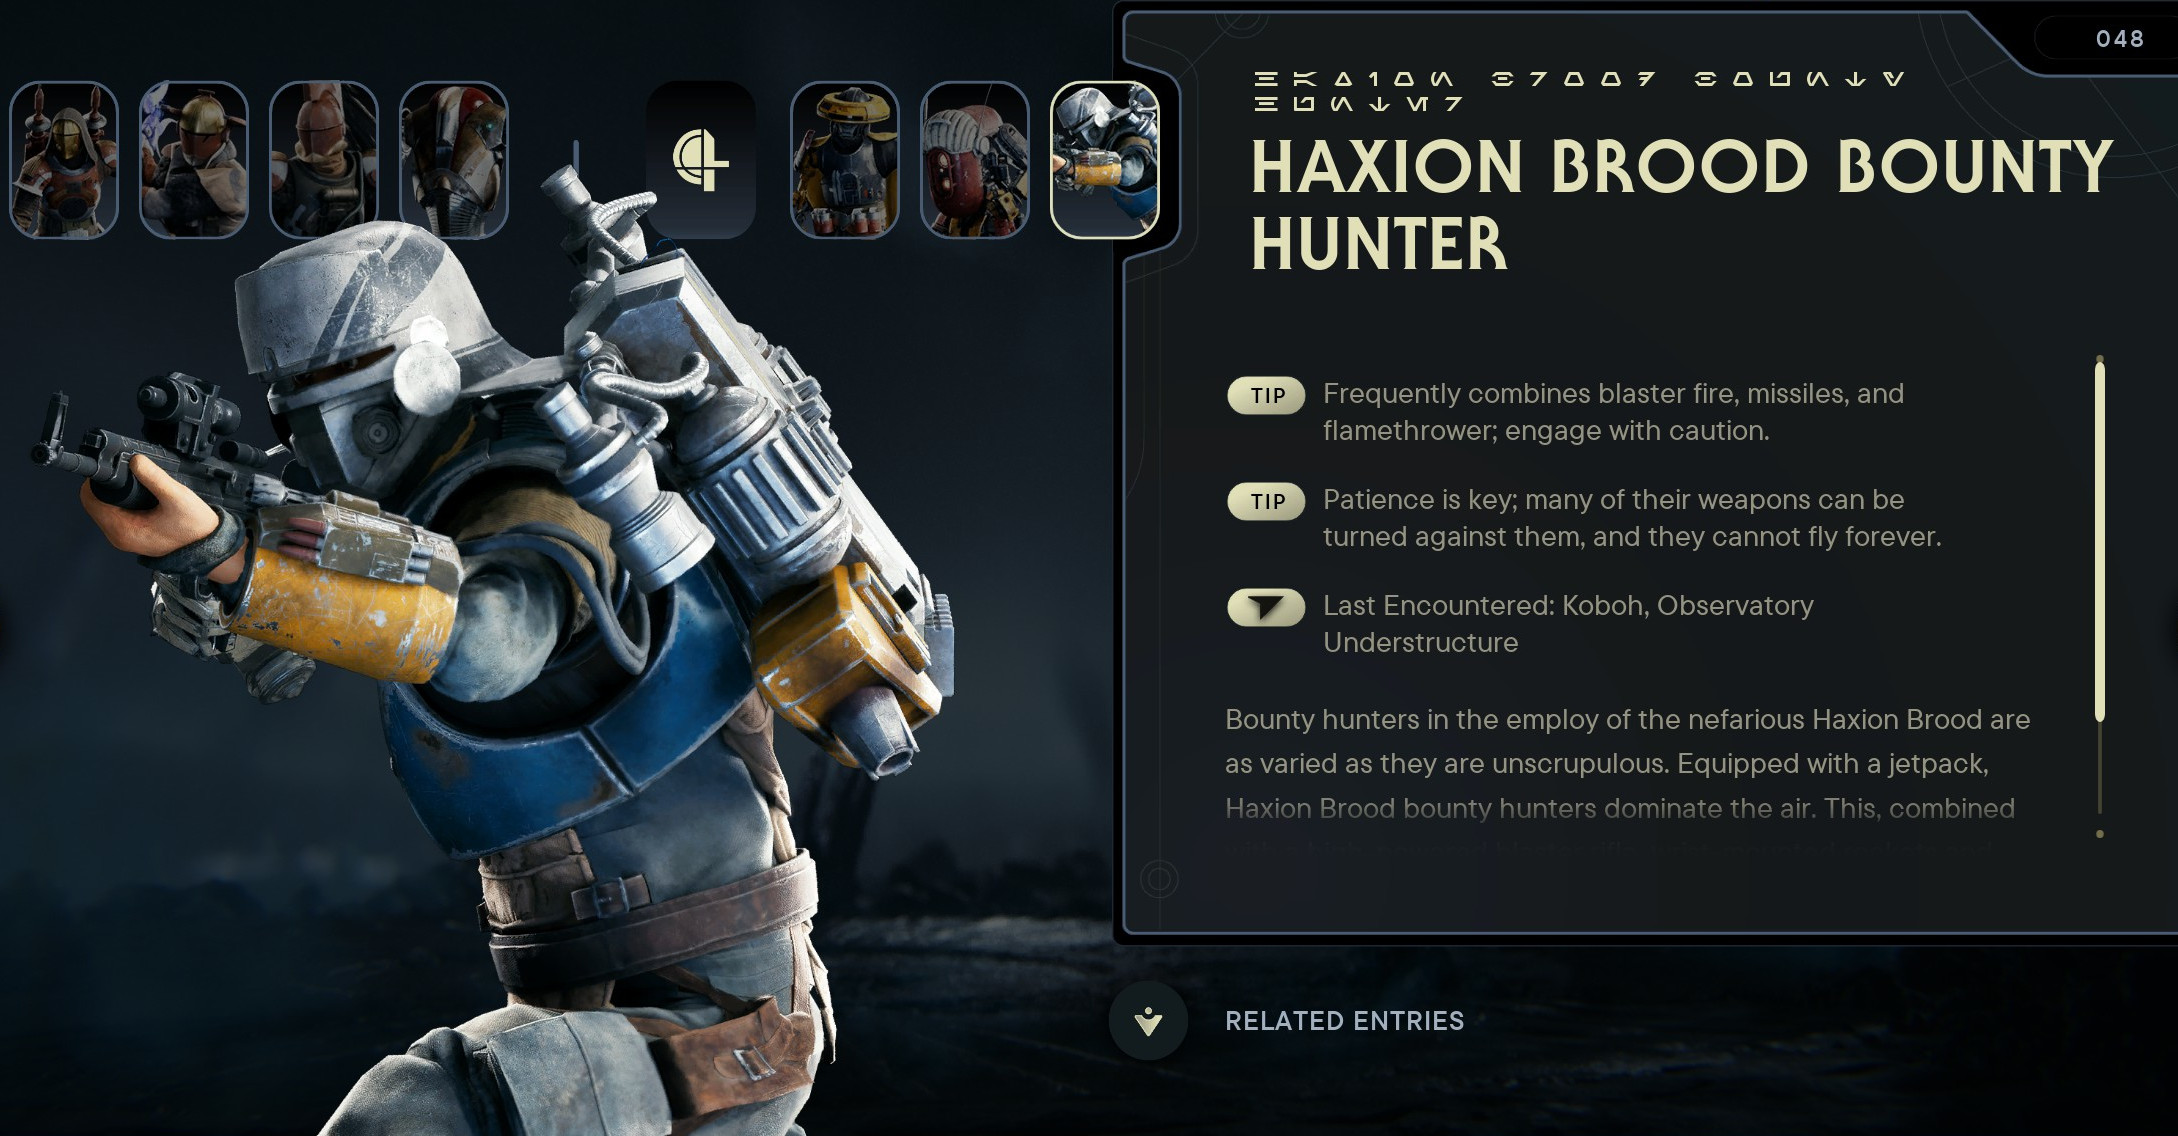 048
HAXION BROOD BOUNTY
HUNTER
TIP Frequently combines blaster fire, missiles, and
flamethrower; engage with caution.
TIP Patience is key; many of their weapons can be
turned against them, and they cannot fly forever.
Last Encountered: Koboh, Observatory
Understructure
Bounty hunters in the employ of the nefarious Haxion Brood are
as varied as they are unscrupulous. Equipped with a jetpack,
Haxion Brood bounty hunters dominate the air. This, combined
RELATED ENTRIES